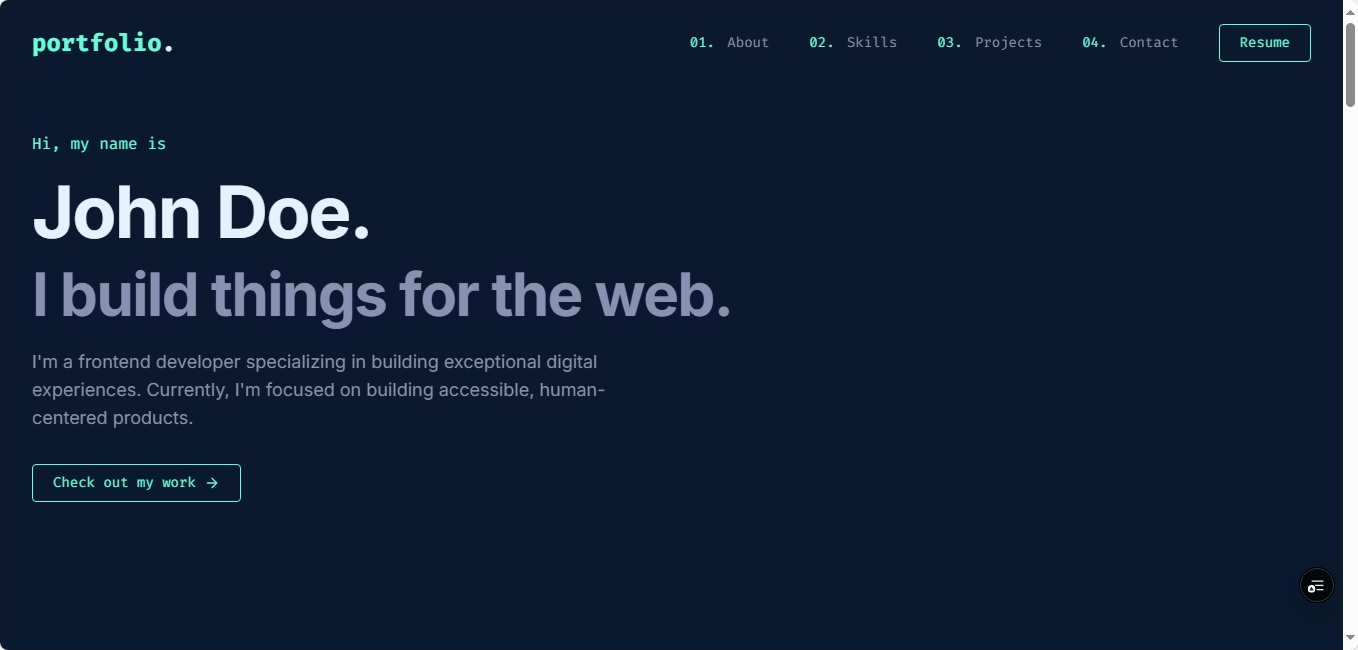 portfolio.
01. About 02. Skills 03. Projects 04. Contact Resume
Hi, my name is
John Doe.
I build things for the web.
I'm a frontend developer specializing in building exceptional digital
experiences. Currently, I'm focused on building accessible, human-
centered products.
Check out my work →